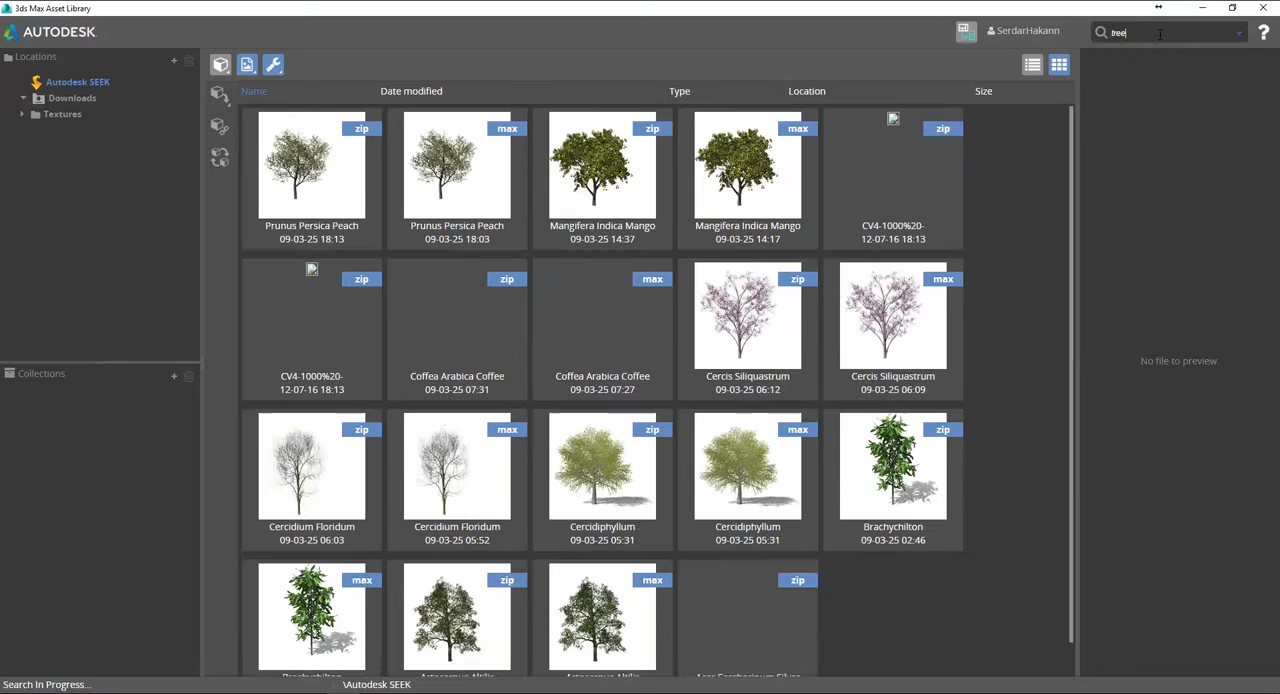 3ds Max Asset Library
AUTODESK
SerdarHakann
tree
?
Locations
Autodesk SEEK
Downloads
Textures
Collections
Name Date modified Type Location Size
zip max zip max zip
Prunus Persica Peach Prunus Persica Peach Mangifera Indica Mango Mangifera Indica Mango CV4-1000%20-
09-03-25 18:13 09-03-25 18:03 09-03-25 14:37 09-03-25 14:17 12-07-16 18:13
zip zip max zip max
CV4-1000%20- Coffea Arabica Coffee Coffea Arabica Coffee Cercis Siliquastrum Cercis Siliquastrum
12-07-16 18:13 09-03-25 07:31 09-03-25 07:27 09-03-25 06:12 09-03-25 06:09
zip max zip max zip
Cercidium Floridum Cercidium Floridum Cercidiphyllum Cercidiphyllum Brachychilton
09-03-25 06:03 09-03-25 05:52 09-03-25 05:31 09-03-25 05:31 09-03-25 02:46
max zip max zip
No file to preview.
Search In Progress...
\Autodesk SEEK